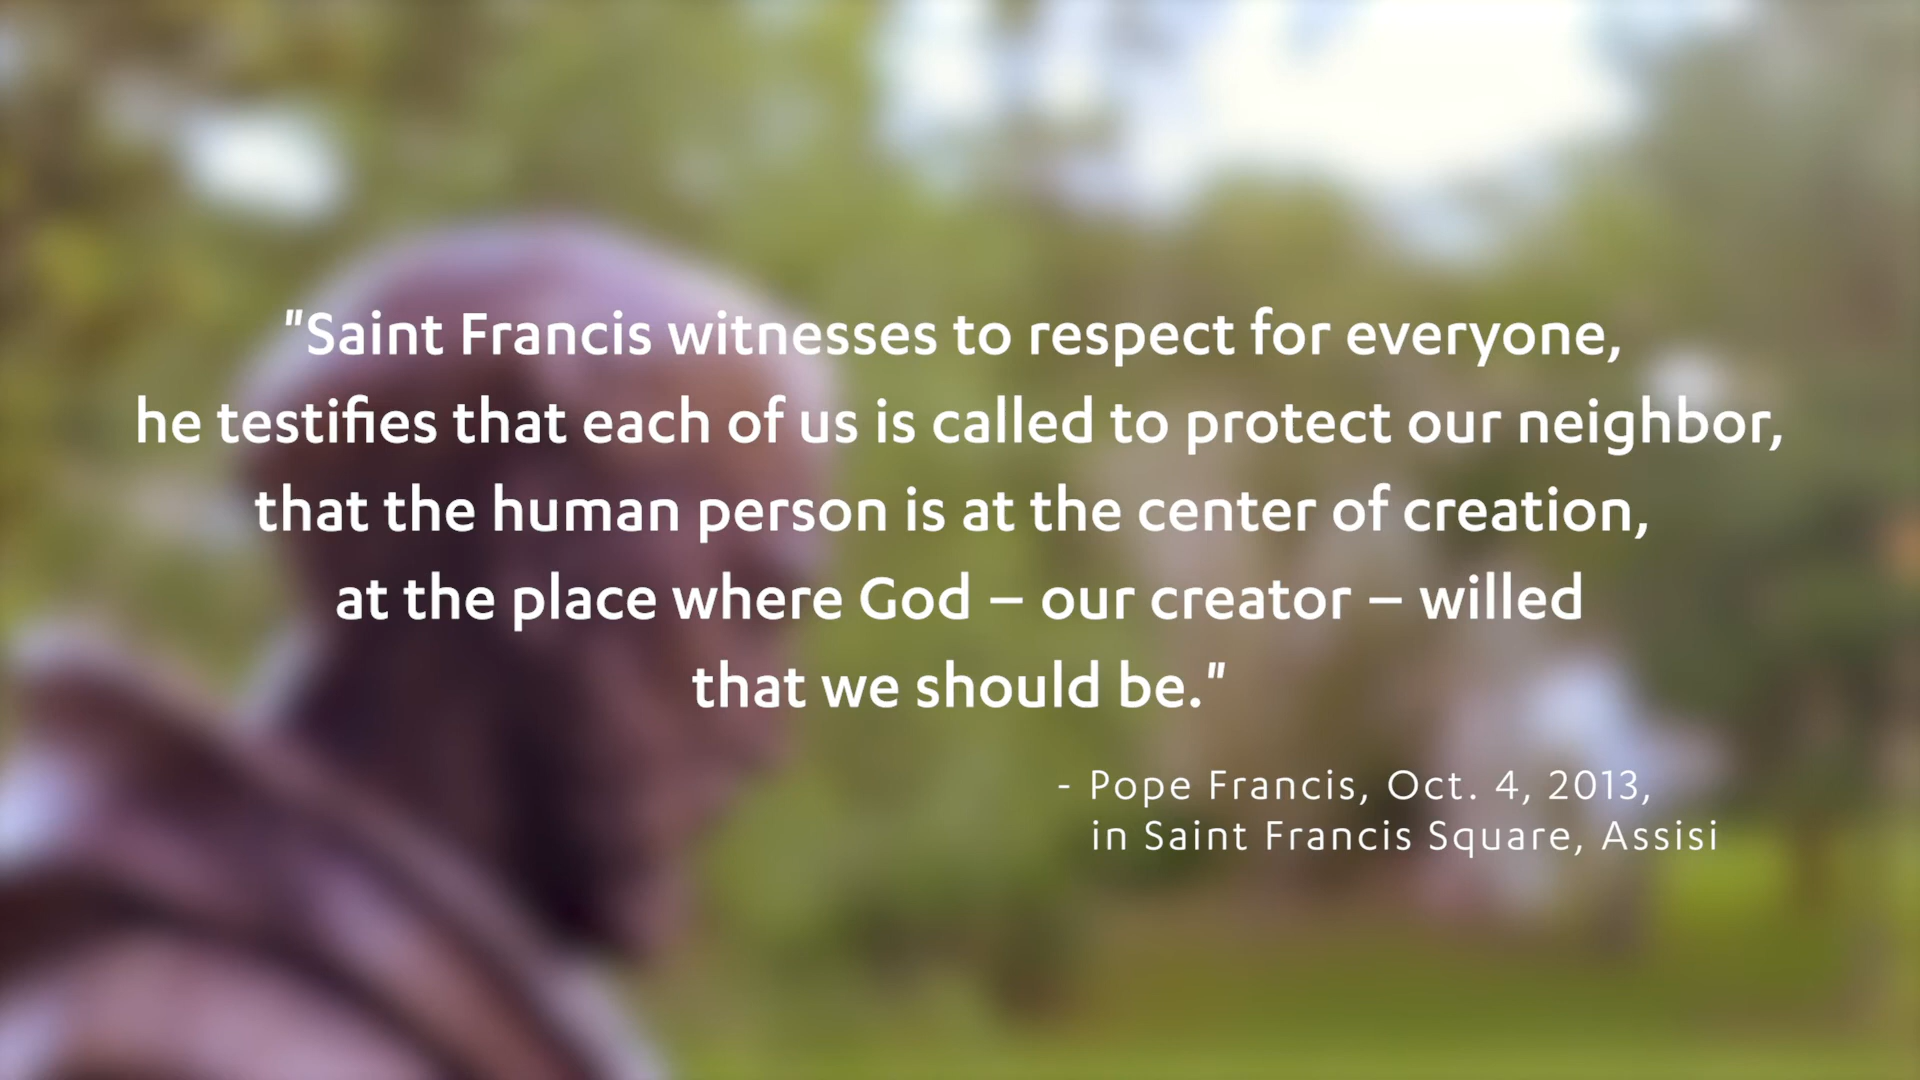 "Saint Francis witnesses to respect for everyone,
he testifies that each of us is called to protect our neighbor,
that the human person is at the center of creation,
at the place where God – our creator – willed
that we should be."
- Pope Francis, Oct. 4, 2013,
in Saint Francis Square, Assisi